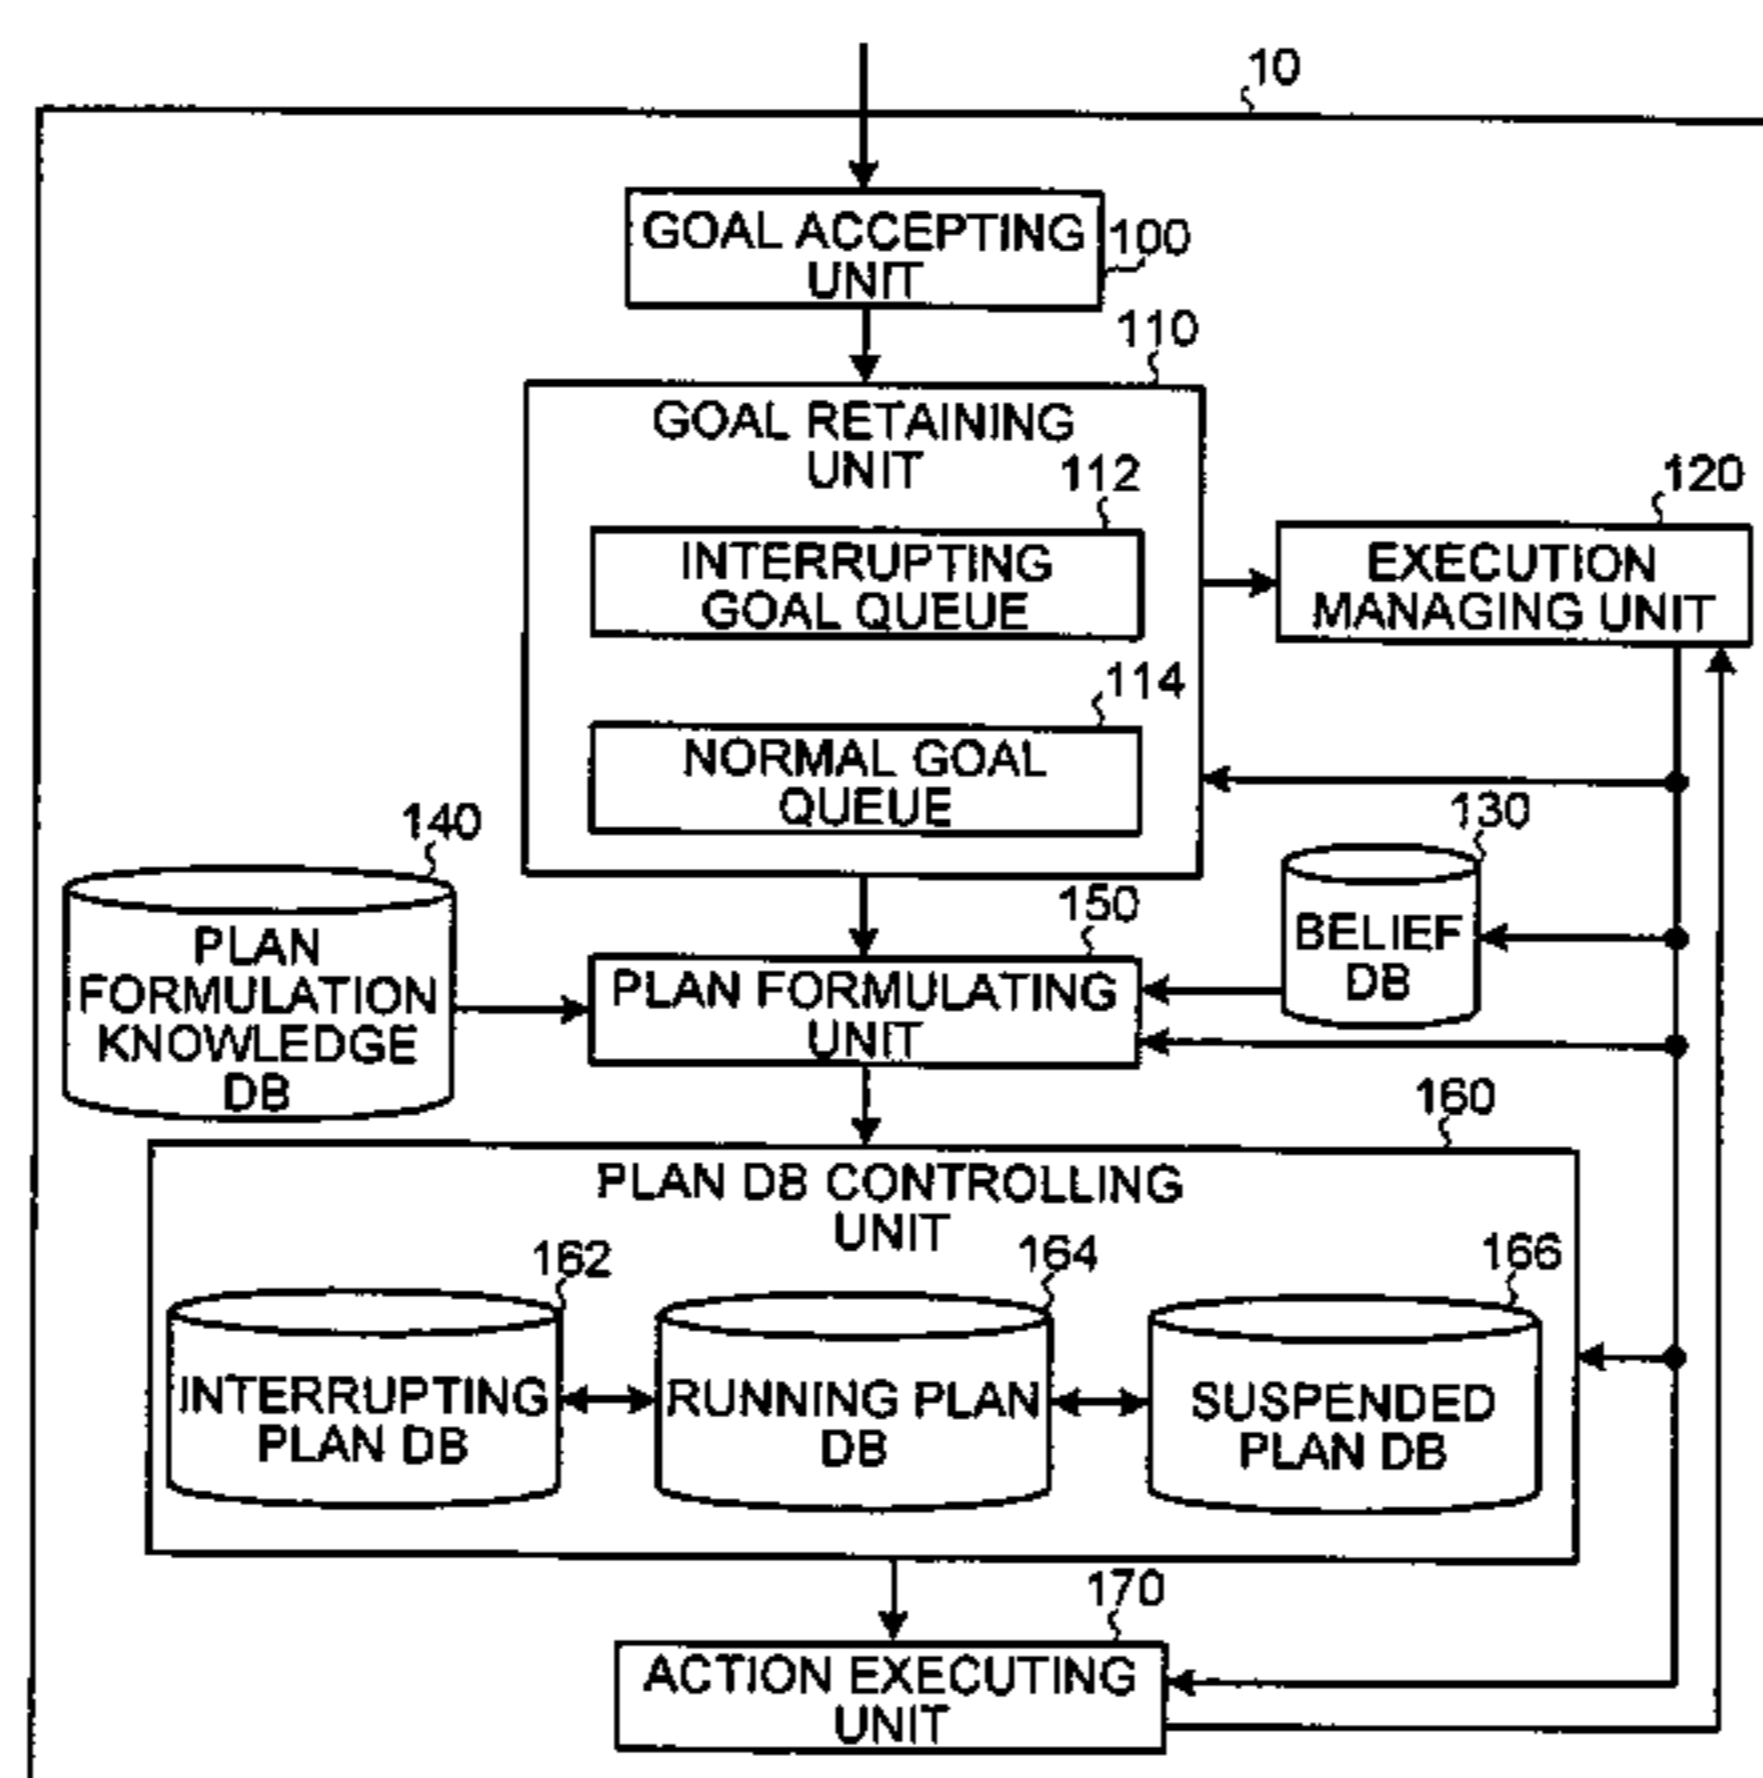 10
GOAL ACCEPTING
UNIT
100
110
GOAL RETAINING
UNIT
112
INTERRUPTING
GOAL QUEUE
120
EXECUTION
MANAGING UNIT
114
NORMAL GOAL
QUEUE
130
BELIEF
DB
140
PLAN
FORMULATION
KNOWLEDGE
DB
150
PLAN FORMULATING
UNIT
160
PLAN DB CONTROLLING
UNIT
162
INTERRUPTING
PLAN DB
164
RUNNING PLAN
DB
166
SUSPENDED
PLAN DB
170
ACTION EXECUTING
UNIT